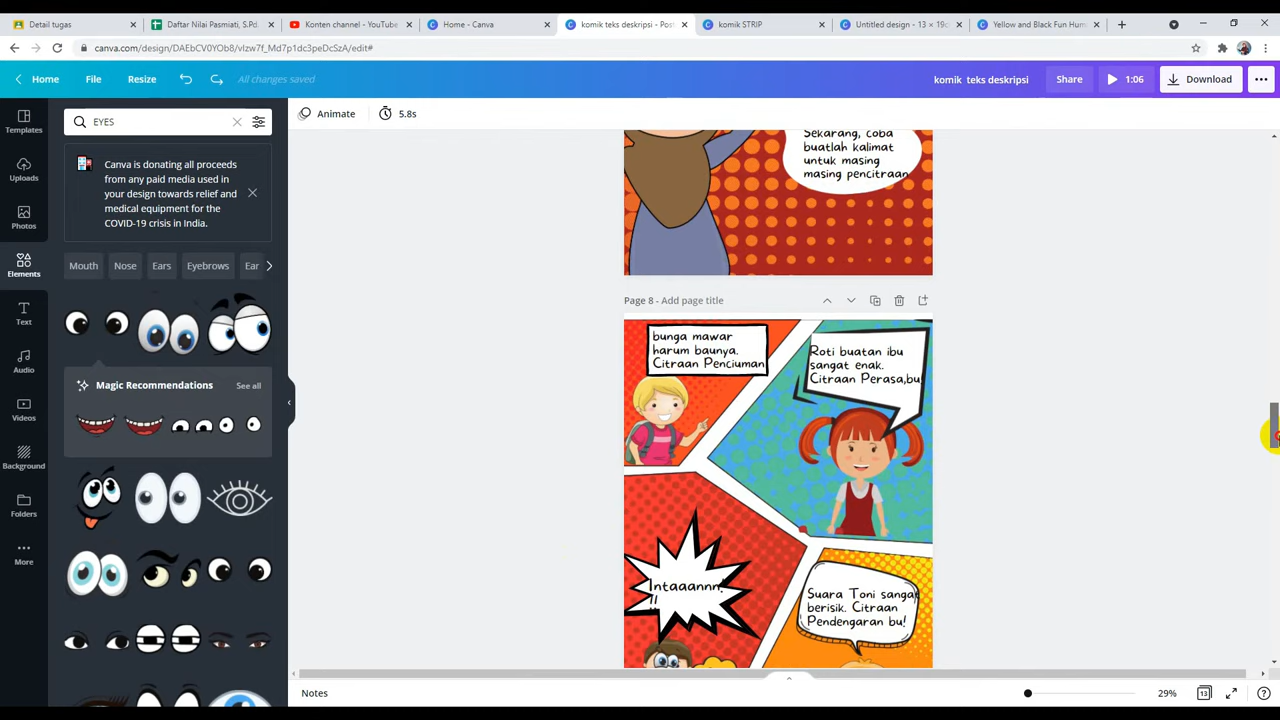 Detail tugas
Daftar Nilai Pasmiati, S.Pd.
Konten channel - YouTube
Home - Canva
komik teks deskripsi - Post
komik STRIP
Untitled design - 13 × 19c
Yellow and Black Fun Hum
canva.com/design/DAEbCV0YOb8/vIzw7f_Md7p1dc3peDcSzA/edit#
Home
File
Resize
All changes saved
komik teks deskripsi
Share
1:06
Download
Templates
Uploads
Photos
Elements
Text
Audio
Videos
Background
Folders
More
EYES
Canva is donating all proceeds
from any paid media used in
your design towards relief and
medical equipment for the
COVID-19 crisis in India.
Mouth
Nose
Ears
Eyebrows
Ear
Magic Recommendations
See all
Animate
5.8s
Sekarang, coba
buatlah kalimat
untuk masing
masing pencitraan
Page 8 - Add page title
bunga mawar
harum baunya.
Citraan Penciuman
Roti buatan ibu
sangat enak.
Citraan Perasa,bu
Intaaannn!
!!
Suara Toni sangat
berisik. Citraan
Pendengaran bu!
Notes
29%
13